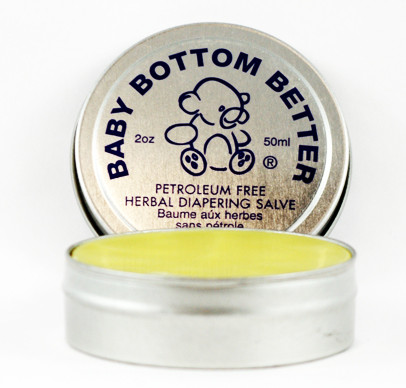 BABY BOTTOM BETTER
2oz 50ml
®
PETROLEUM FREE
HERBAL DIAPERING SALVE
Baume aux herbes
sans pétrole